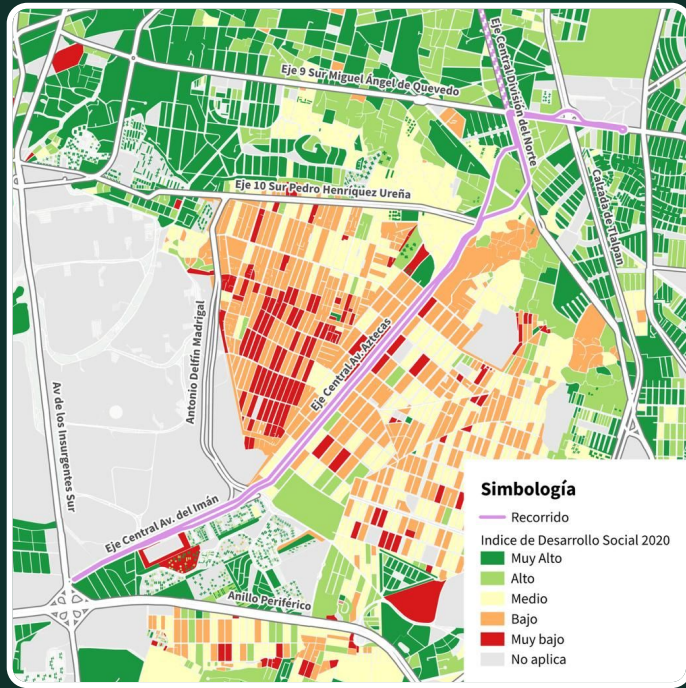 Eje 9 Sur Miguel Ángel de Quevedo
Eje Central División del Norte
Calzada de Tlalpan
Eje 10 Sur Pedro Henríquez Ureña
Antonio Delfín Madrigal
Eje Central Av. Aztecas
Av de los Insurgentes Sur
Eje Central Av. del Imán
Anillo Periférico
Simbología
Recorrido
Indice de Desarrollo Social 2020
Muy Alto
Alto
Medio
Bajo
Muy bajo
No aplica